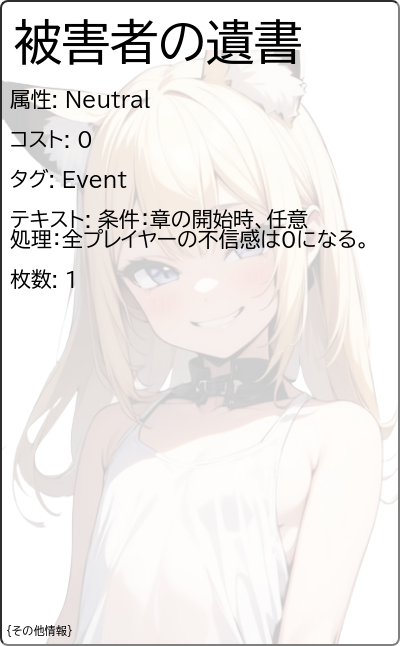 被害者の遺書
属性: Neutral
コスト: 0
タグ: Event
テキスト: 条件：章の開始時、任意
処理：全プレイヤーの不信感は0になる。
枚数: 1
{その他情報}